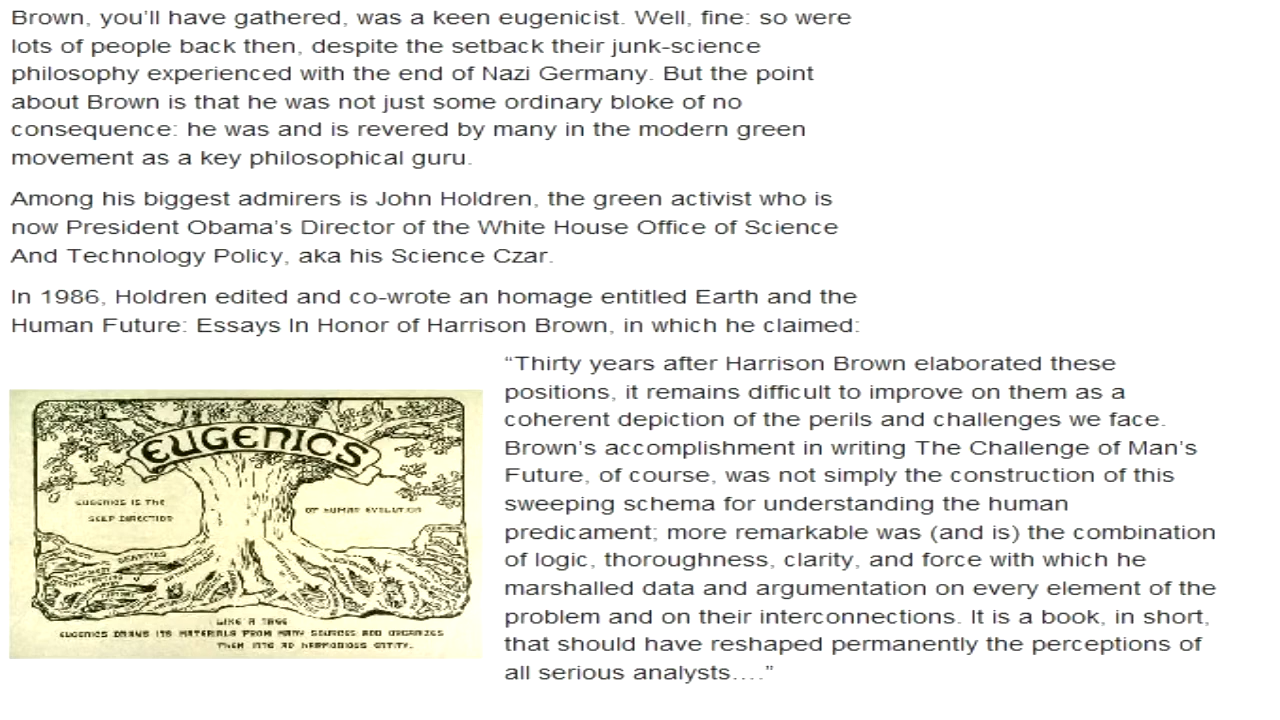 Brown, you'll have gathered, was a keen eugenicist. Well, fine: so were
lots of people back then, despite the setback their junk-science
philosophy experienced with the end of Nazi Germany. But the point
about Brown is that he was not just some ordinary bloke of no
consequence: he was and is revered by many in the modern green
movement as a key philosophical guru.
Among his biggest admirers is John Holdren, the green activist who is
now President Obama's Director of the White House Office of Science
And Technology Policy, aka his Science Czar.
In 1986, Holdren edited and co-wrote an homage entitled Earth and the
Human Future: Essays In Honor of Harrison Brown, in which he claimed:
EUGENICS
EUGENICS IS THE
SELF DIRECTION
OF HUMAN EVOLUTION
LIKE A TREE
EUGENICS DRAWS ITS MATERIALS FROM MANY SOURCES AND ORGANIZES
THEM INTO AN HARMONIOUS ENTITY.
“Thirty years after Harrison Brown elaborated these
positions, it remains difficult to improve on them as a
coherent depiction of the perils and challenges we face.
Brown's accomplishment in writing The Challenge of Man's
Future, of course, was not simply the construction of this
sweeping schema for understanding the human
predicament; more remarkable was (and is) the combination
of logic, thoroughness, clarity, and force with which he
marshalled data and argumentation on every element of the
problem and on their interconnections. It is a book, in short,
that should have reshaped permanently the perceptions of
all serious analysts….”